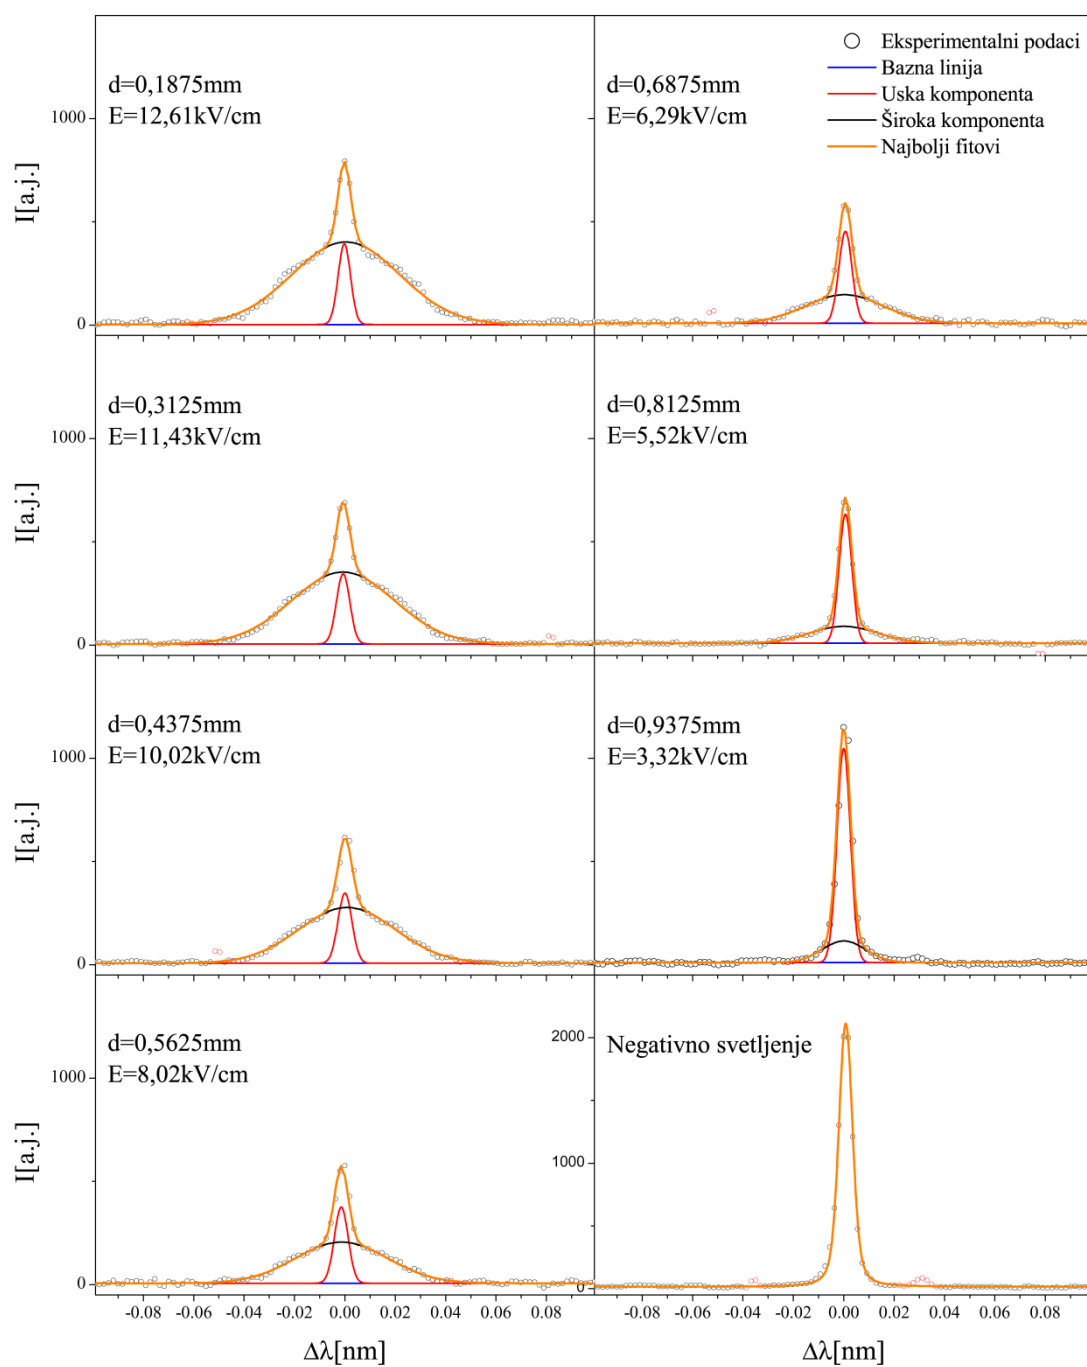 d=0,1875mm
E=12,61kV/cm
I[a.j.]
1000
0
d=0,6875mm
E=6,29kV/cm
Eksperimentalni podaci
Bazna linija
Uska komponenta
Široka komponenta
Najbolji fitovi
d=0,3125mm
E=11,43kV/cm
I[a.j.]
1000
0
d=0,8125mm
E=5,52kV/cm
d=0,4375mm
E=10,02kV/cm
I[a.j.]
1000
0
d=0,9375mm
E=3,32kV/cm
d=0,5625mm
E=8,02kV/cm
I[a.j.]
1000
0
-0.08 -0.06 -0.04 -0.02 0.00 0.02 0.04 0.06 0.08
Δλ[nm]
Negativno svetljenje
2000
1000
0
-0.08 -0.06 -0.04 -0.02 0.00 0.02 0.04 0.06 0.08
Δλ[nm]